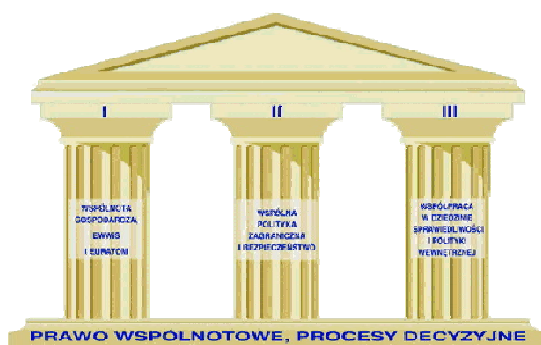 I
II
III
WSPÓLNOTA
GOSPODARCZA,
EWWiS
I EURATOM
WSPÓLNA
POLITYKA
ZAGRANICZNA
I BEZPIECZEŃSTWO
WSPÓŁPRACA
W DZIEDZINIE
SPRAWIEDLIWOŚCI
I POLITYKI
WEWNĘTRZNEJ
PRAWO WSPÓLNOTOWE, PROCESY DECYZYJNE